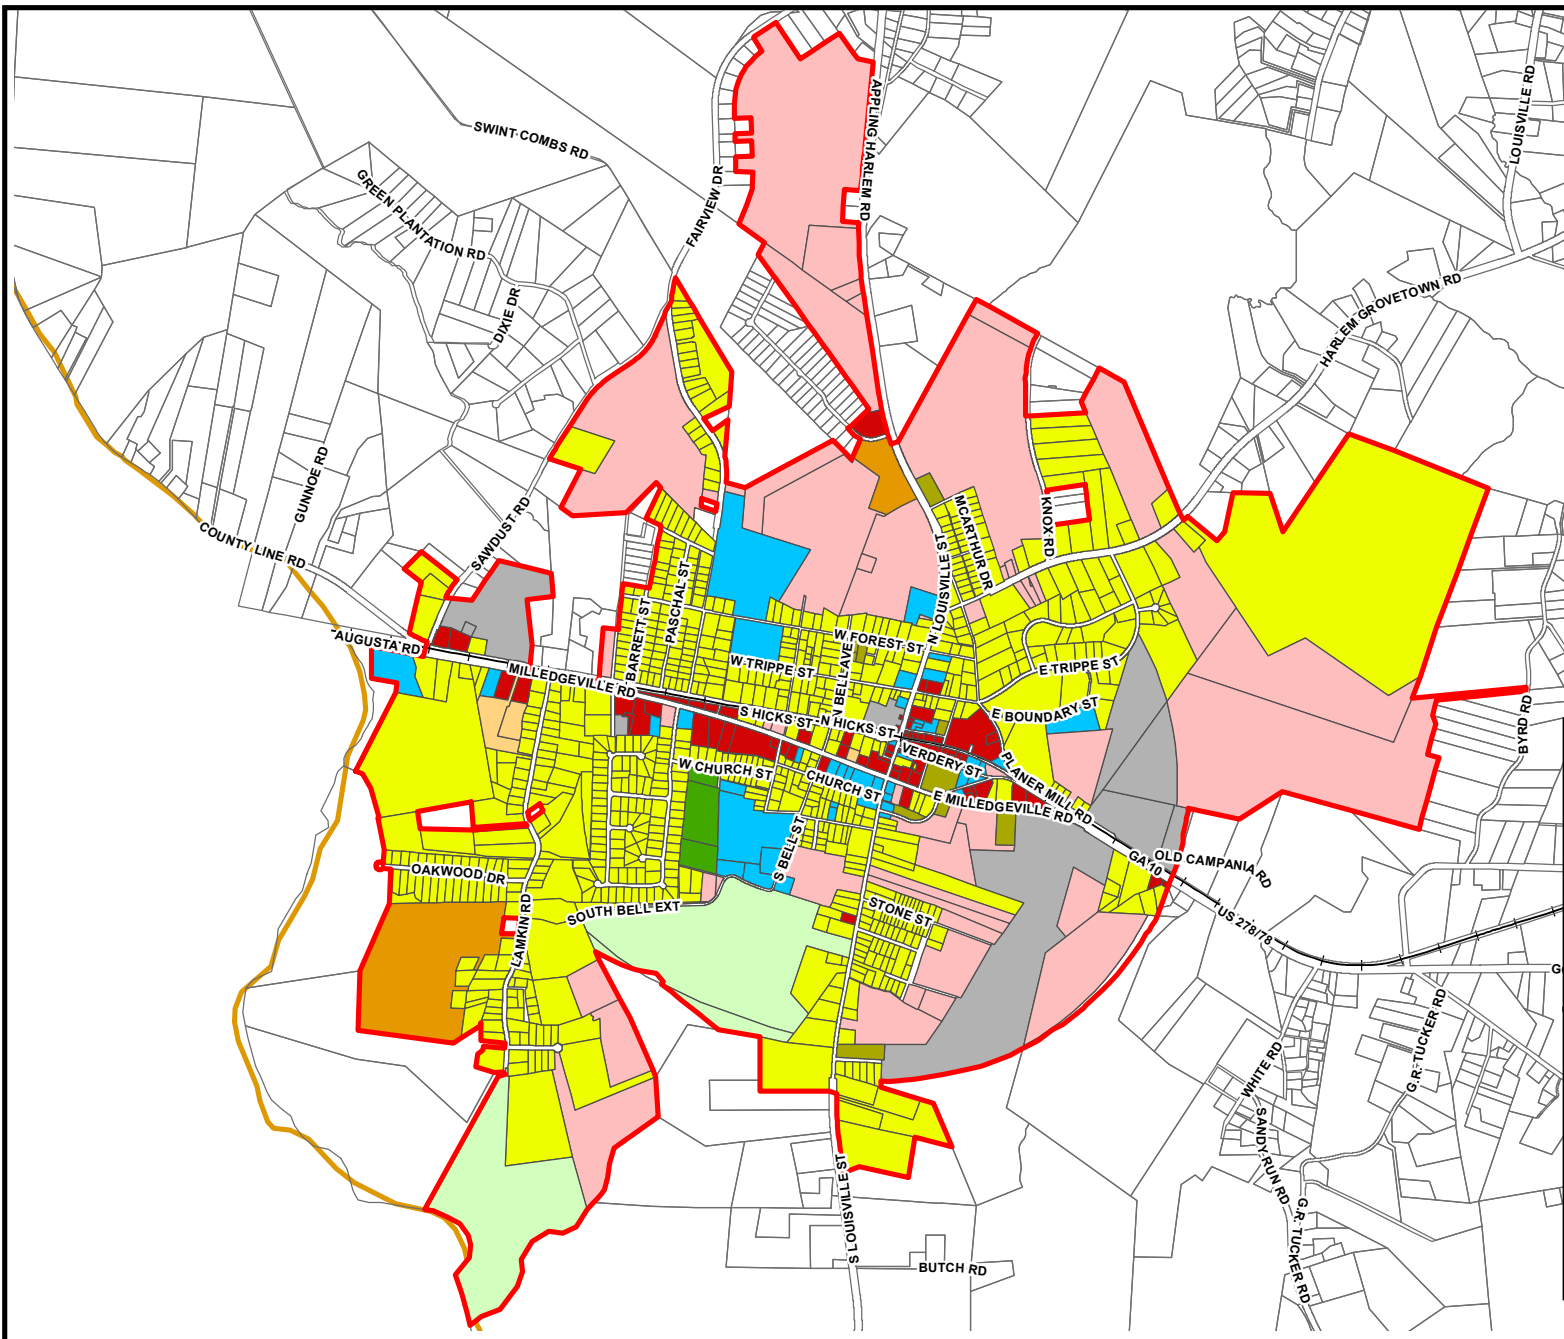 APPLING HARLEM RD
LOUISVILLE RD
SWINT COMBS RD
GREEN PLANTATION RD
FAIRVIEW DR
DIXIE DR
HARLEM GROVETOWN RD
GUNNOE RD
SAWDUST RD
COUNTY LINE RD
MCARTHUR DR
KNOX RD
N LOUISVILLE ST
PASCHAL ST
BARRETT ST
AUGUSTA RD
MILLEDGEVILLE RD
W FOREST ST
W TRIPPE ST
N BELL AVE
E TRIPPE ST
E BOUNDARY ST
S HICKS ST
N HICKS ST
VERDERY ST
PLANER MILL RD
BYRD RD
W CHURCH ST
CHURCH ST
E MILLEDGEVILLE RD
S BELL ST
GA 10
OLD CAMPANIA RD
OAKWOOD DR
LAMKIN RD
SOUTH BELL EXT
STONE ST
US 278/78
G
WHITE RD
G.R. TUCKER RD
SANDY RUN RD
G.R. TUCKER RD
S LOUISVILLE ST
BUTCH RD